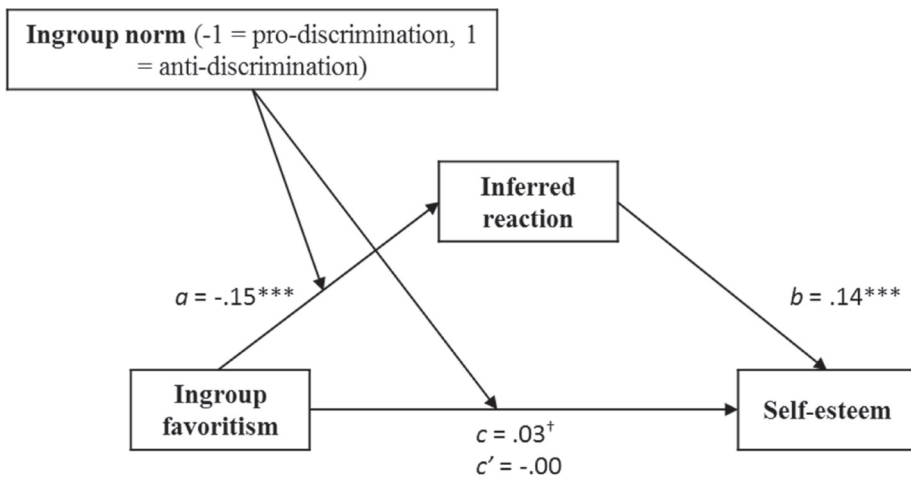 Ingroup norm (-1 = pro-discrimination, 1
= anti-discrimination)
Inferred
reaction
a = -.15***
b = .14***
Ingroup
favoritism
Self-esteem
c = .03†
c’ = -.00